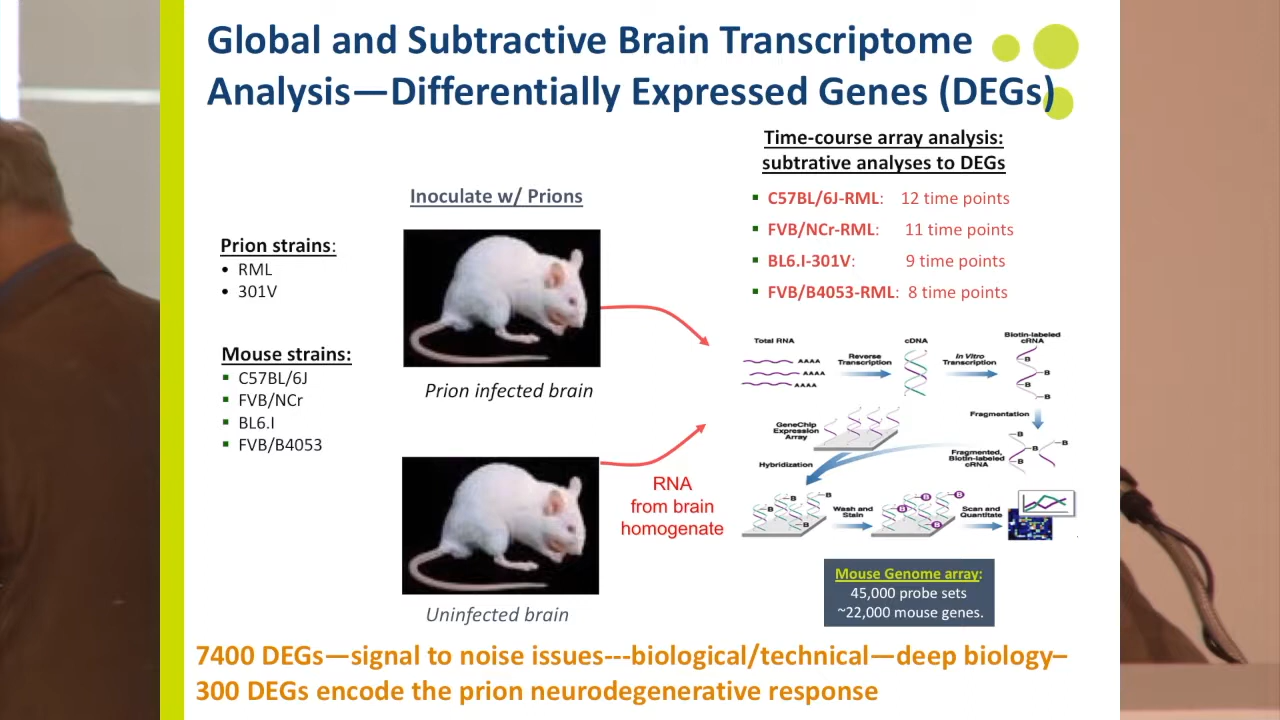 Global and Subtractive Brain Transcriptome
Analysis—Differentially Expressed Genes (DEGs)
Time-course array analysis:
subtrative analyses to DEGs
▪ C57BL/6J-RML: 12 time points
▪ FVB/NCr-RML: 11 time points
▪ BL6.I-301V: 9 time points
▪ FVB/B4053-RML: 8 time points
Inoculate w/ Prions
Prion strains:
• RML
• 301V
Mouse strains:
▪ C57BL/6J
▪ FVB/NCr
▪ BL6.I
▪ FVB/B4053
Prion infected brain
Uninfected brain
RNA
from brain
homogenate
Total RNA
AAAA
AAAA
AAAA
Reverse
Transcription
cDNA
In Vitro
Transcription
Biotin-labeled
cRNA
B
B
B
B
Fragmentation
GeneChip
Expression
Array
Fragmented,
Biotin-labeled
cRNA
B
B
B
B
Hybridization
B
B
B
B
Wash and
Stain
B
B
B
B
Scan and
Quantitate
Mouse Genome array:
45,000 probe sets
~22,000 mouse genes.
7400 DEGs—signal to noise issues---biological/technical—deep biology–
300 DEGs encode the prion neurodegenerative response